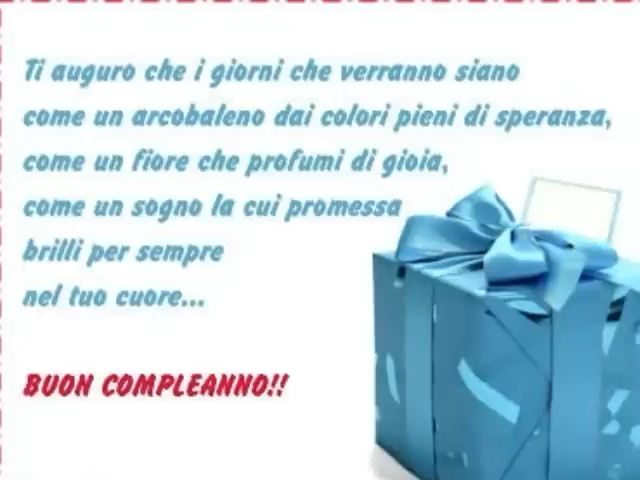 Ti auguro che i giorni che verranno siano
come un arcobaleno dai colori pieni di speranza,
come un fiore che profumi di gioia,
come un sogno la cui promessa
brilli per sempre
nel tuo cuore...
BUON COMPLEANNO!!